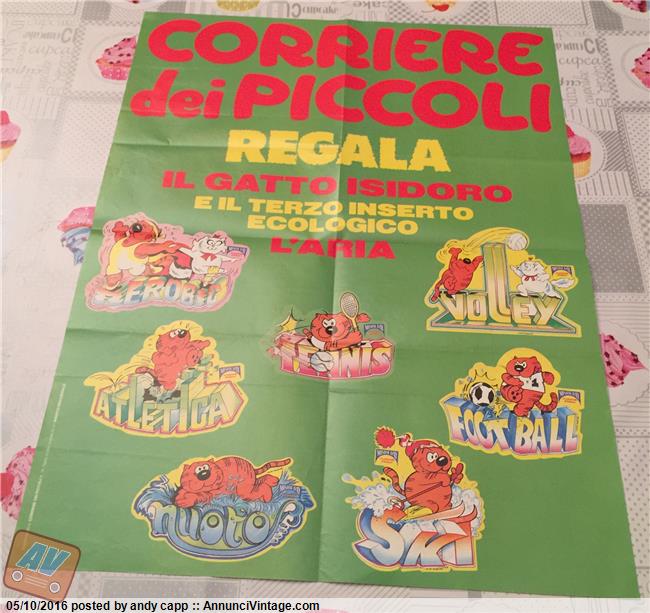 CORRIERE
dei PICCOLI
REGALA
IL GATTO ISIDORO
E IL TERZO INSERTO
ECOLOGICO
L'ARIA
AEROBIC
VOLLEY
TENNIS
ATLETICA
FOOTBALL
nuoto
SKI
AV
05/10/2016 posted by andy capp :: AnnunciVintage.com